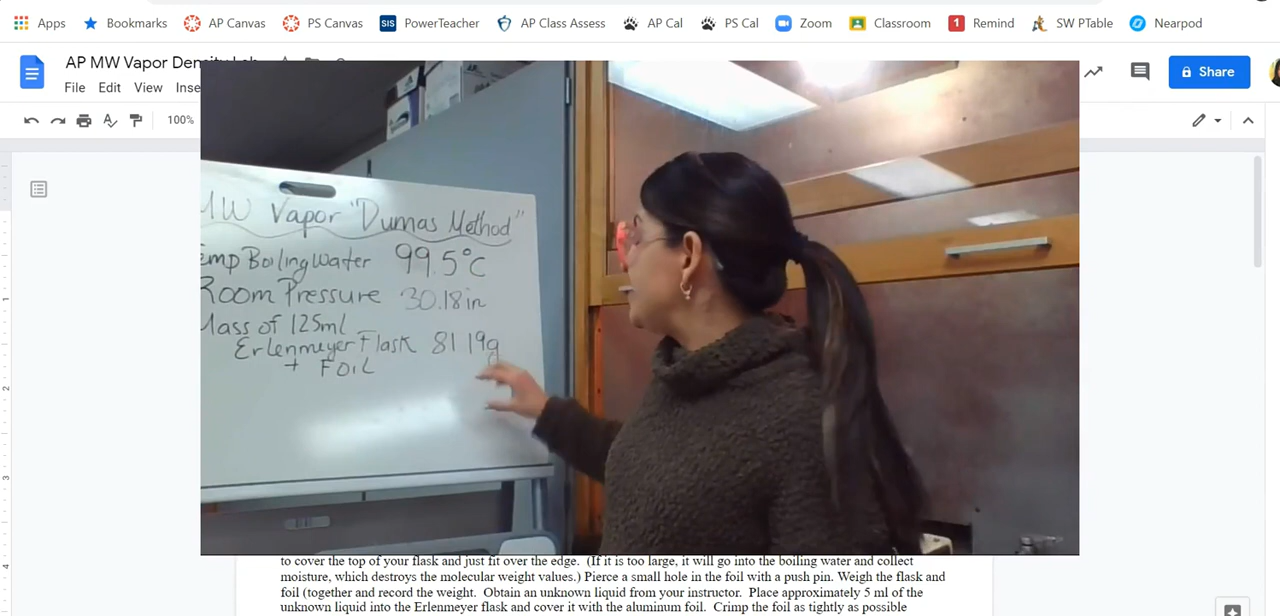 Apps Bookmarks AP Canvas PS Canvas SIS PowerTeacher AP Class Assess AP Cal PS Cal Zoom Classroom 1 Remind SW PTable Nearpod
AP MW Vapor
File Edit View
Share
100%
MW Vapor "Dumas Method"
Temp Boiling Water 99.5°C
Room Pressure 30.18 in
Mass of 125ml
Erlenmeyer Flask 81 19g
+ FOIL
1
2
3
4
to cover the top of your flask and just fit over the edge. (If it is too large, it will go into the boiling water and collect
moisture, which destroys the molecular weight values.) Pierce a small hole in the foil with a push pin. Weigh the flask and
foil (together and record the weight. Obtain an unknown liquid from your instructor. Place approximately 5 ml of the
unknown liquid into the Erlenmeyer flask and cover it with the aluminum foil. Crimp the foil as tightly as possible